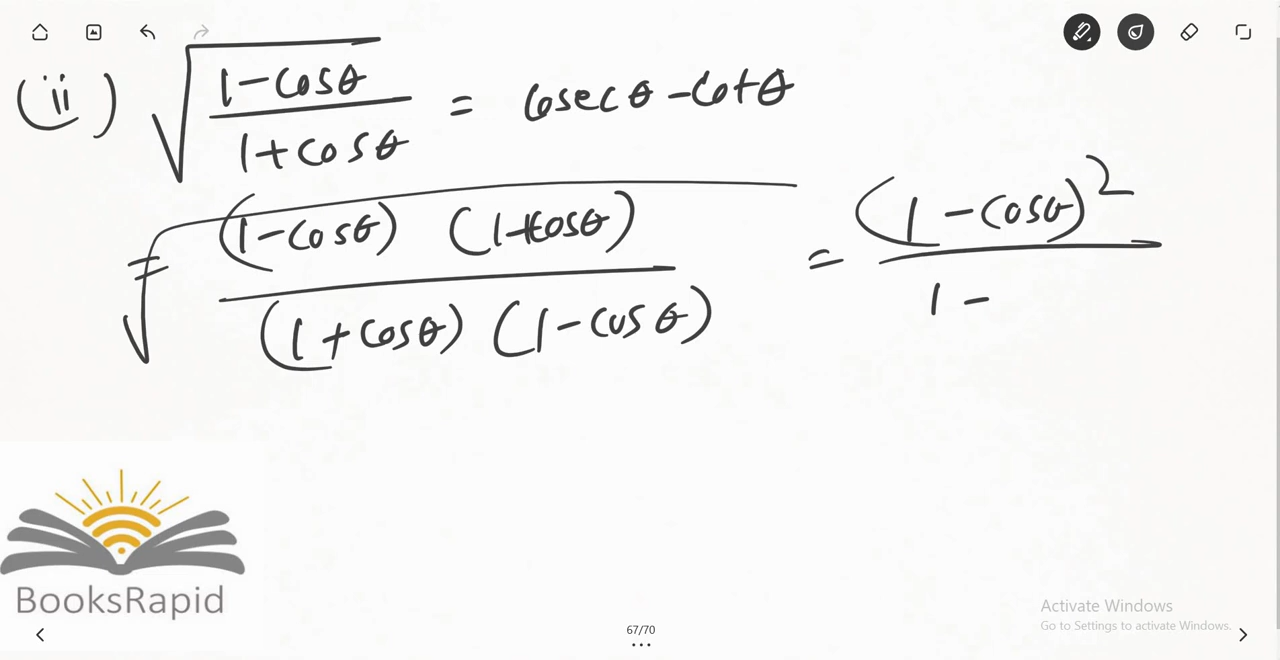 (ii) √(1-cosθ)/(1+cosθ) = cosecθ - cotθ
= √(1-cosθ) (1-cosθ)/(1+cosθ) (1-cosθ) = (1-cosθ)²/1-
BooksRapid
67/70
Activate Windows
Go to Settings to activate Windows.